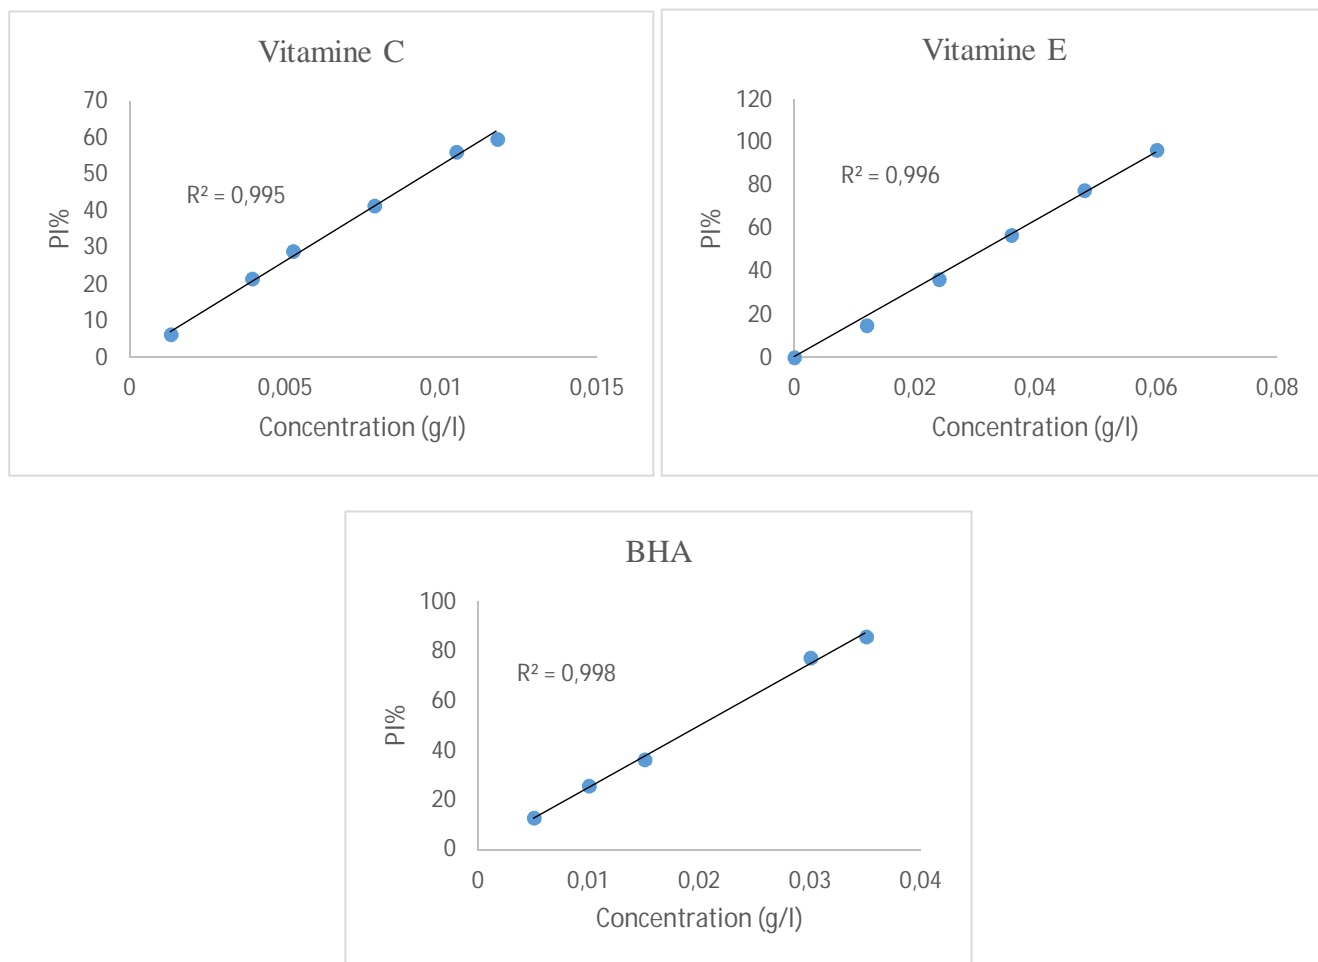 Vitamine C
70
60
50
40
30
20
10
0
R² = 0,995
PI%
0 0,005 0,01 0,015
Concentration (g/l)
Vitamine E
120
100
80
60
40
20
0
R² = 0,996
PI%
0 0,02 0,04 0,06 0,08
Concentration (g/l)
BHA
100
80
60
40
20
0
R² = 0,998
PI%
0 0,01 0,02 0,03 0,04
Concentration (g/l)